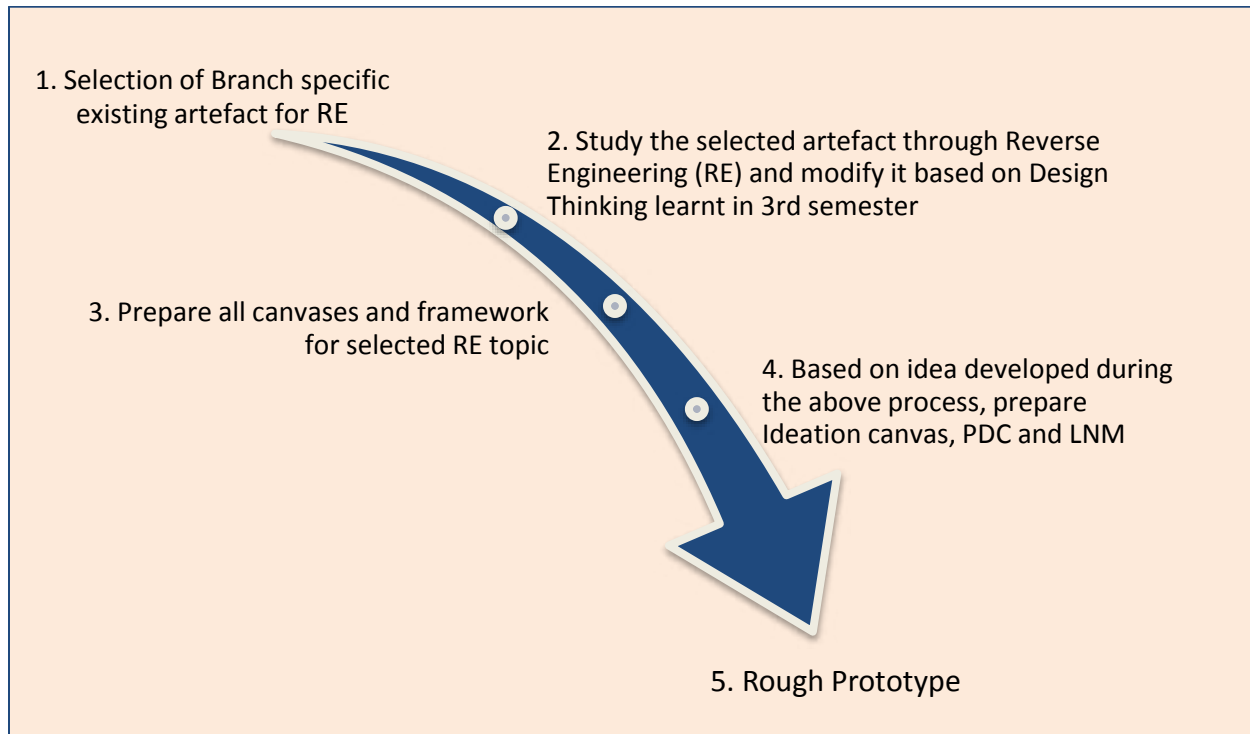 1. Selection of Branch specific
existing artefact for RE
2. Study the selected artefact through Reverse
Engineering (RE) and modify it based on Design
Thinking learnt in 3rd semester
3. Prepare all canvases and framework
for selected RE topic
4. Based on idea developed during
the above process, prepare
Ideation canvas, PDC and LNM
5. Rough Prototype